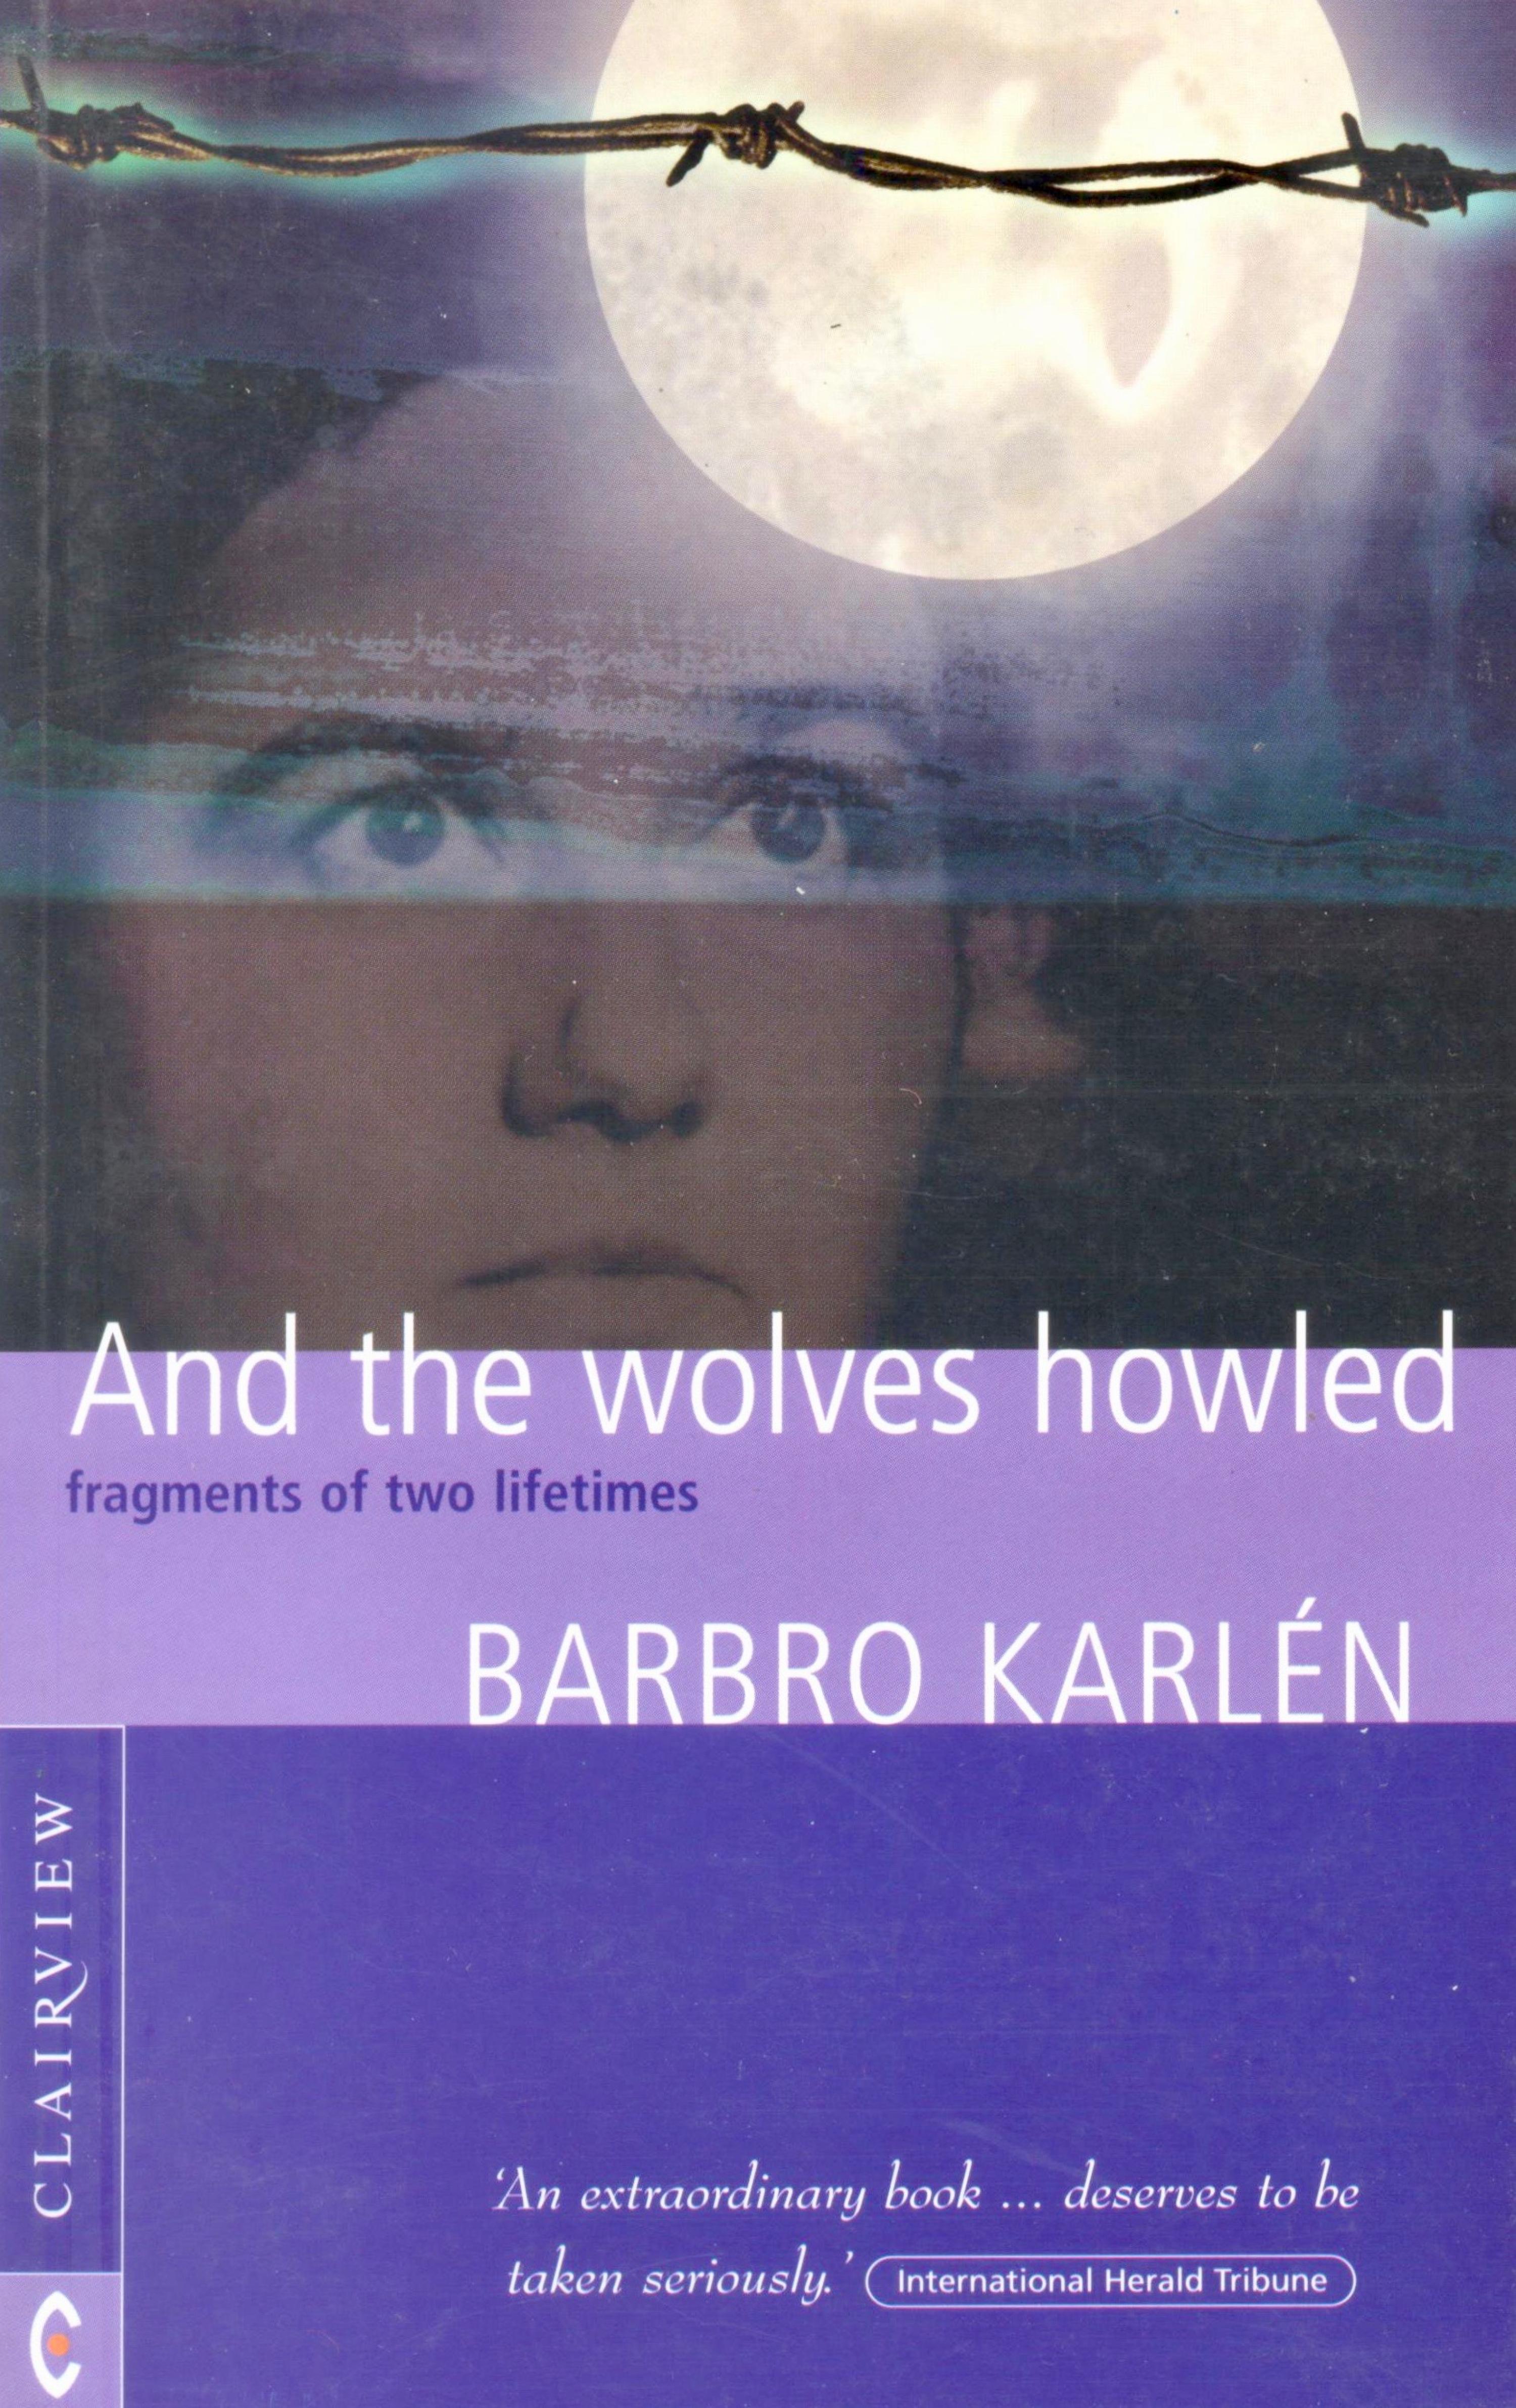 And the wolves howled
fragments of two lifetimes
BARBRO KARLÉN
CLAIRVIEW
‘An extraordinary book ... deserves to be
taken seriously.’ International Herald Tribune